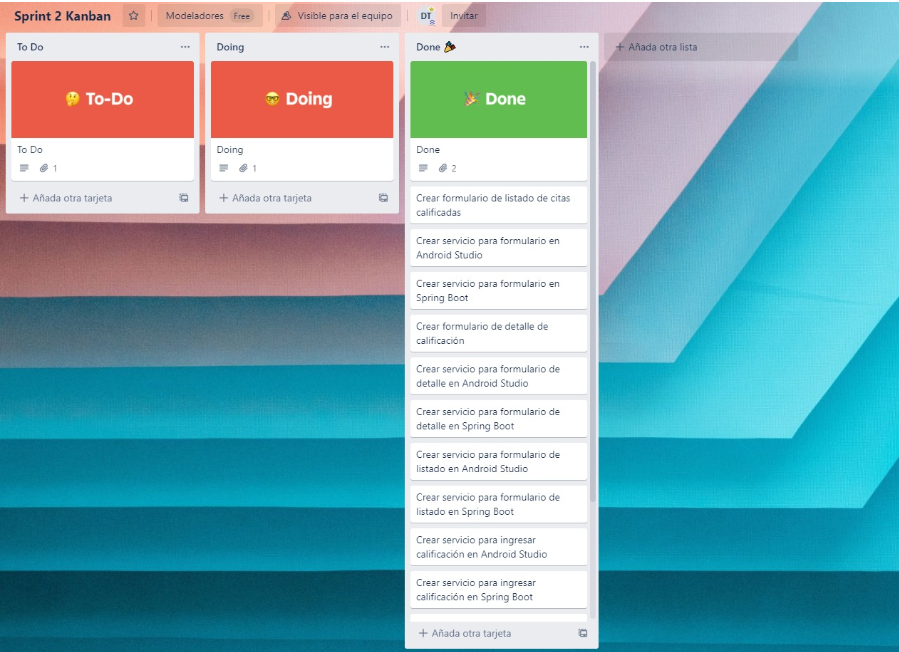 Sprint 2 Kanban
Modeladores Free
Visible para el equipo
DT
Invitar
To Do
🤔 To-Do
To Do
1
+ Añada otra tarjeta
Doing
🤓 Doing
Doing
1
+ Añada otra tarjeta
Done 🎉
🎉 Done
Done
2
Crear formulario de listado de citas
calificadas
Crear servicio para formulario en
Android Studio
Crear servicio para formulario en
Spring Boot
Crear formulario de detalle de
calificación
Crear servicio para formulario de
detalle en Android Studio
Crear servicio para formulario de
detalle en Spring Boot
Crear servicio para formulario de
listado en Android Studio
Crear servicio para formulario de
listado en Spring Boot
Crear servicio para ingresar
calificación en Android Studio
Crear servicio para ingresar
calificación en Spring Boot
+ Añada otra tarjeta
+ Añada otra lista